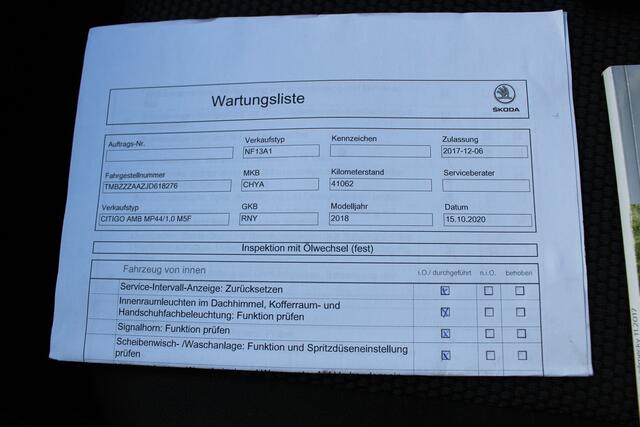 Wartungsliste
ŠKODA
Auftrags-Nr.
Verkaufstyp
NF13A1
Kennzeichen
Zulassung
2017-12-06
Fahrgestellnummer
TMBZZZAAZJD618276
MKB
CHYA
Kilometerstand
41062
Serviceberater
Verkaufstyp
CITIGO AMB MP44/1.0 M5F
GKB
RNY
Modelljahr
2018
Datum
15.10.2020
Inspektion mit Ölwechsel (fest)
Fahrzeug von innen
i.O./ durchgeführt
n.i.O.
behoben
Service-Intervall-Anzeige: Zurücksetzen
Innenraumleuchten im Dachhimmel, Kofferraum- und
Handschuhfachbeleuchtung: Funktion prüfen
Signalhorn: Funktion prüfen
Scheibenwisch- /Waschanlage: Funktion und Spritzdüseneinstellung
prüfen
11.2017